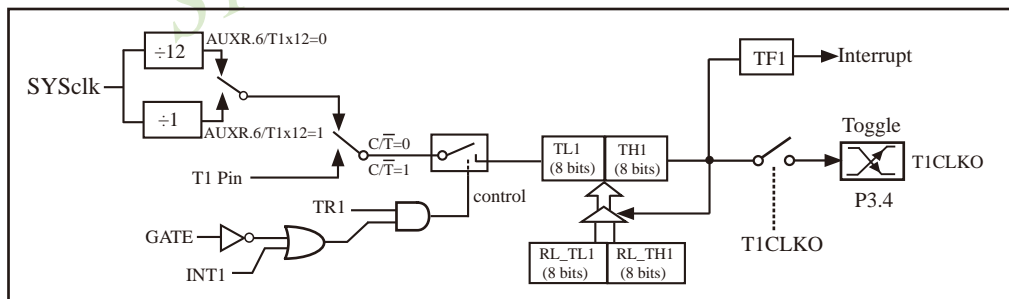 ÷12
AUXR.6/T1x12=0
SYSclk
÷1
AUXR.6/T1x12=1
C/T̅=0
C/T̅=1
T1 Pin
TR1
GATE
INT1
control
TL1
(8 bits)
TH1
(8 bits)
RL_TL1
(8 bits)
RL_TH1
(8 bits)
TF1
Interrupt
Toggle
T1CLKO
P3.4
T1CLKO